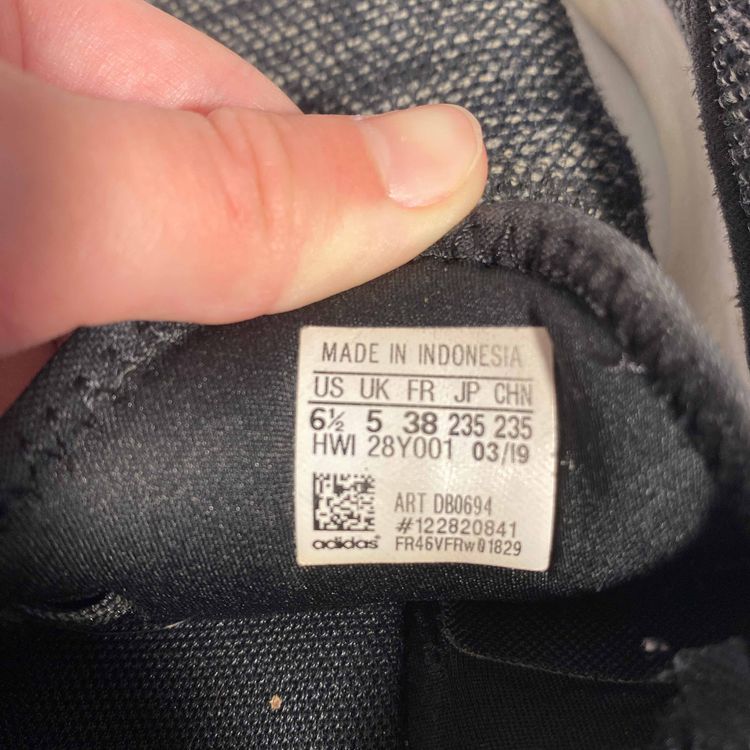 MADE IN INDONESIA
US UK FR JP CHN
6½ 5 38 235 235
HWI 28Y001 03/19
ART DB0694
#122820841
adidas FR46VFRw01829